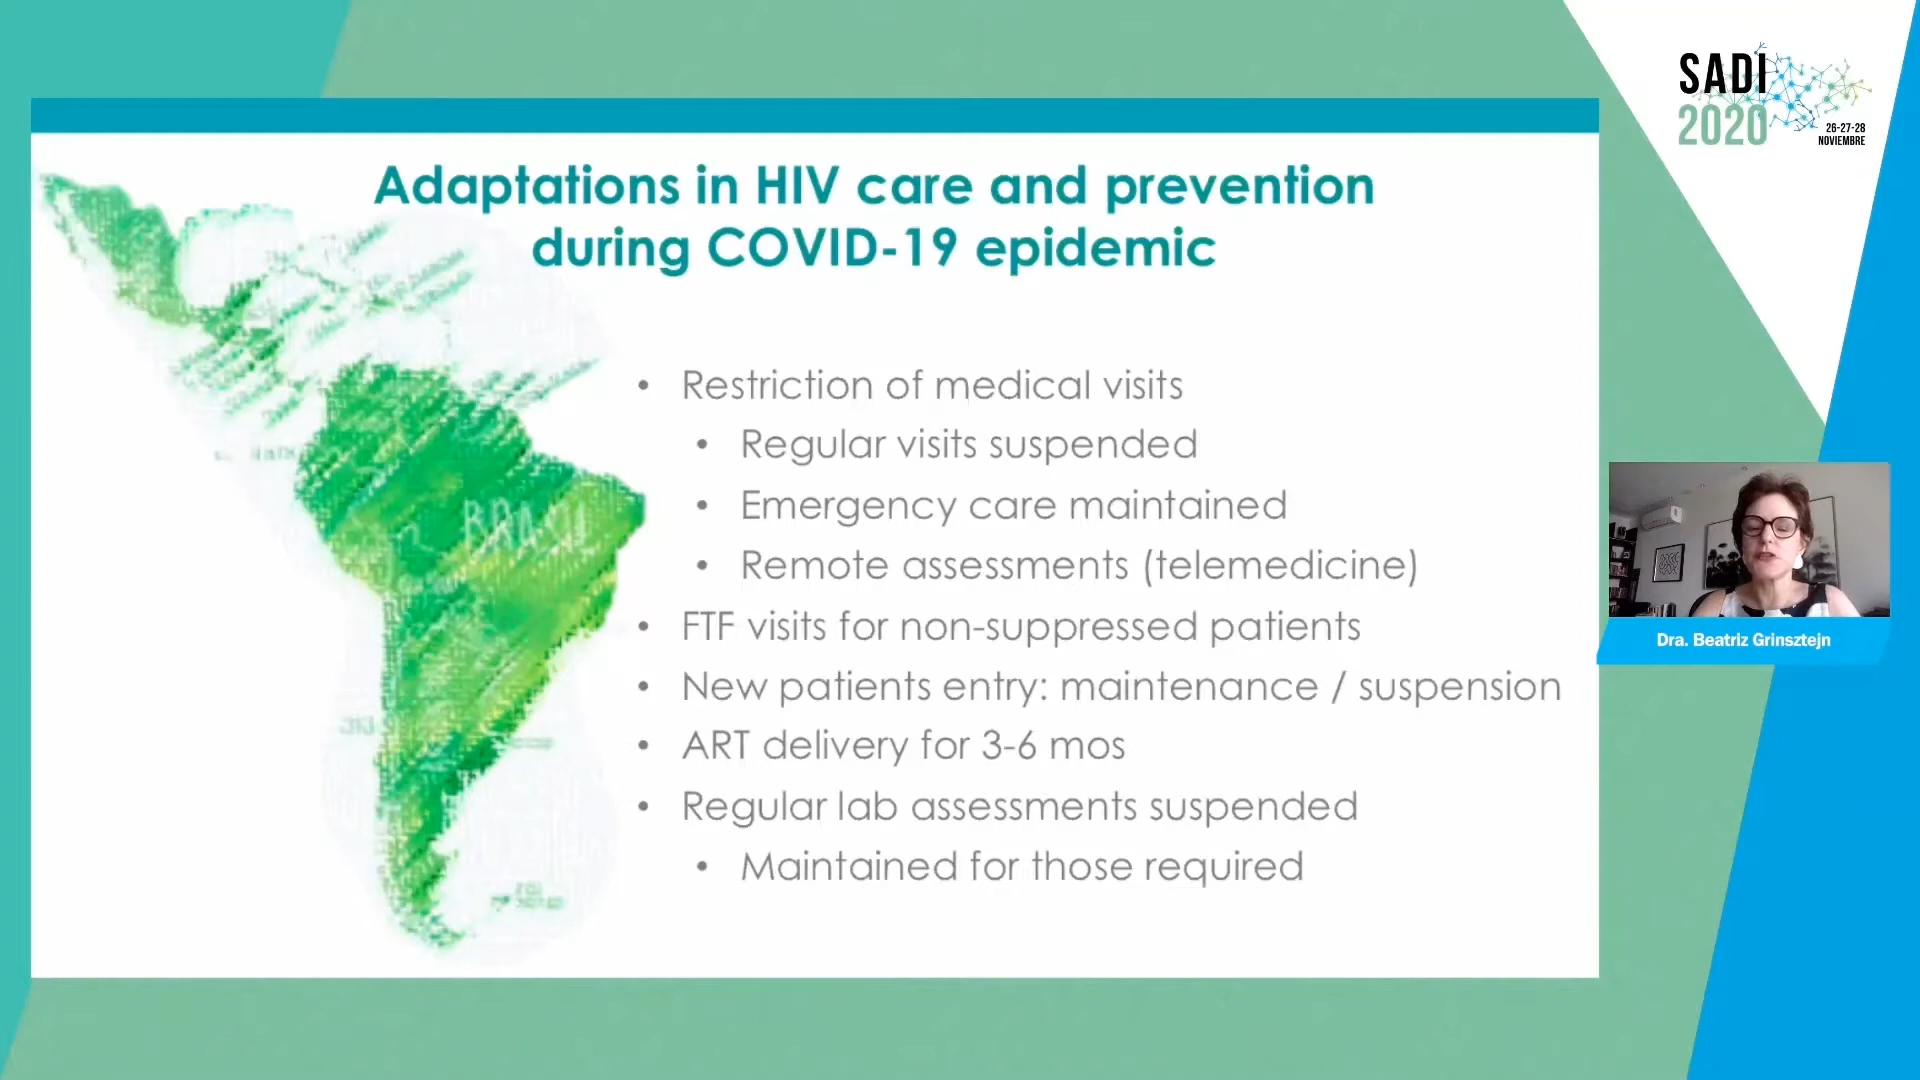 SADI
2020
26-27-28
NOVIEMBRE
Adaptations in HIV care and prevention
during COVID-19 epidemic
• Restriction of medical visits
• Regular visits suspended
• Emergency care maintained
• Remote assessments (telemedicine)
• FTF visits for non-suppressed patients
• New patients entry: maintenance / suspension
• ART delivery for 3-6 mos
• Regular lab assessments suspended
• Maintained for those required
BRASIL
Dra. Beatriz Grinsztejn